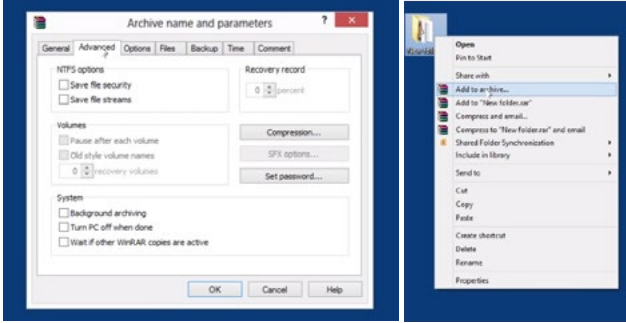 Archive name and parameters
?
×
General Advanced Options Files Backup Time Comment
NTFS options
Save file security
Save file streams
Recovery record
0 percent
Volumes
Pause after each volume
Old style volume names
0 recovery volumes
Compression...
SFX options...
Set password...
System
Background archiving
Turn PC off when done
Wait if other WinRAR copies are active
OK Cancel Help
Open
Pin to Start
Share with
Add to archive...
Add to "New folder.rar"
Compress and email...
Compress to "New folder.rar" and email
Shared Folder Synchronization
Include in library
Send to
Cut
Copy
Paste
Create shortcut
Delete
Rename
Properties